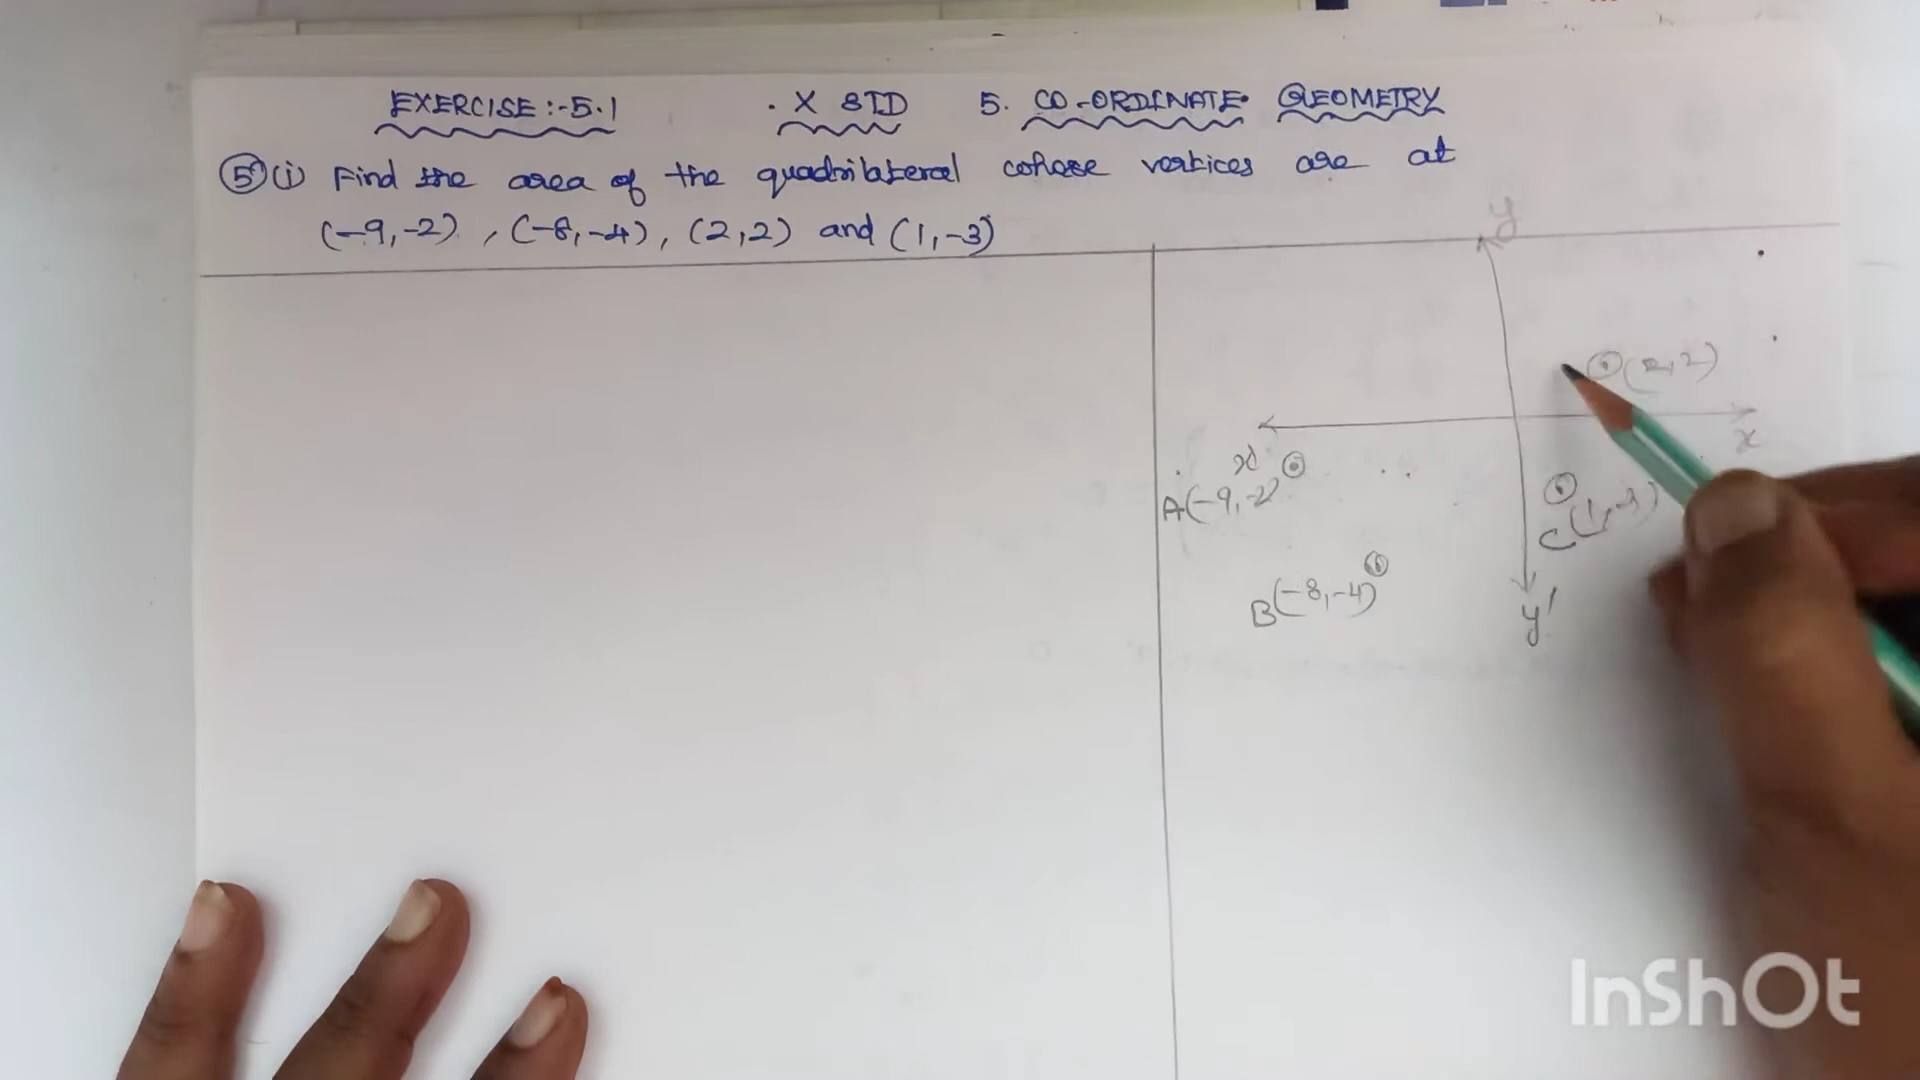 EXERCISE :- 5.1 X STD 5. CO-ORDINATE GEOMETRY
5 (i) Find the area of the quadrilateral whose vertices are at
(-9,-2), (-8,-4), (2,2) and (1,-3)
y
(2,2)
x
x'
A(-9,-2)
C(1,-3)
B(-8,-4)
y'
InShOt